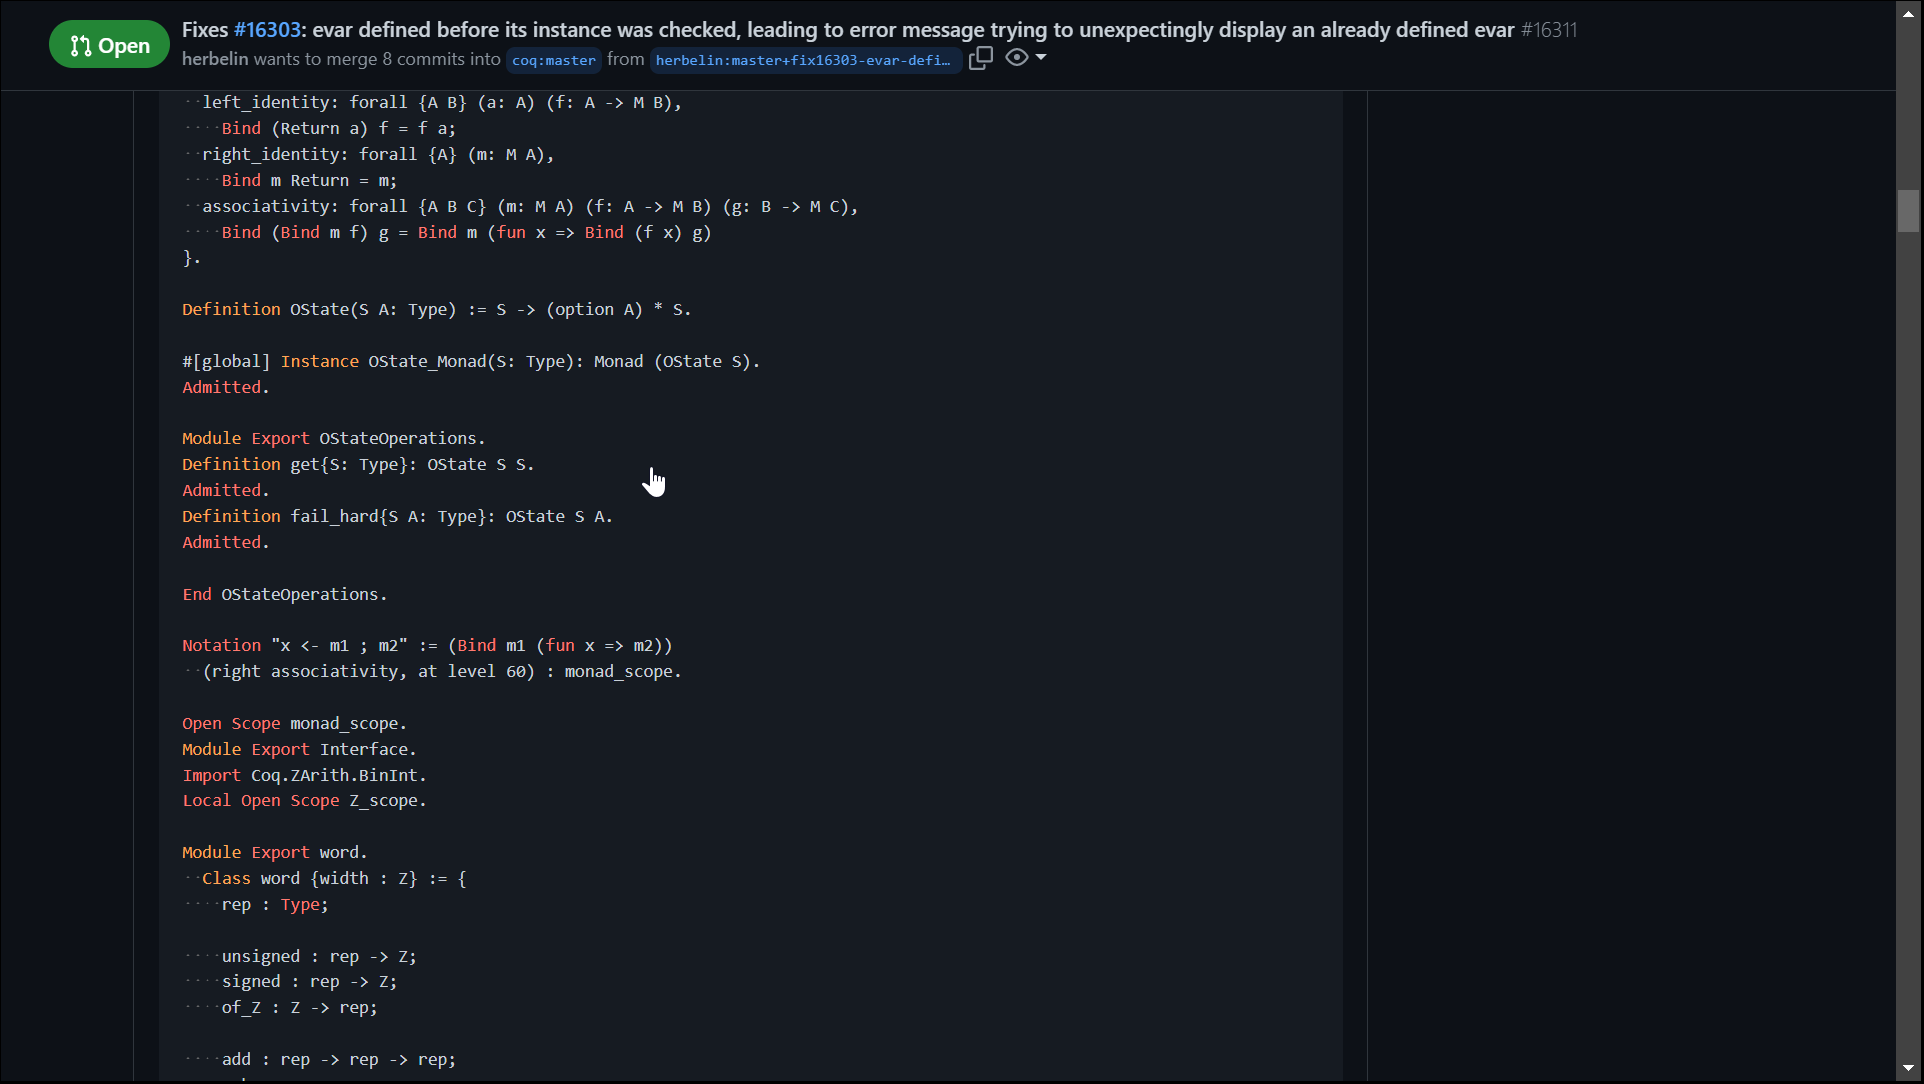 Open
Fixes #16303: evar defined before its instance was checked, leading to error message trying to unexpectingly display an already defined evar #16311
herbelin wants to merge 8 commits into coq:master from herbelin:master+fix16303-evar-defi…
··left_identity: forall {A B} (a: A) (f: A -> M B),
····Bind (Return a) f = f a;
··right_identity: forall {A} (m: M A),
····Bind m Return = m;
··associativity: forall {A B C} (m: M A) (f: A -> M B) (g: B -> M C),
····Bind (Bind m f) g = Bind m (fun x => Bind (f x) g)
}.
Definition OState(S A: Type) := S -> (option A) * S.
#[global] Instance OState_Monad(S: Type): Monad (OState S).
Admitted.
Module Export OStateOperations.
Definition get{S: Type}: OState S S.
Admitted.
Definition fail_hard{S A: Type}: OState S A.
Admitted.
End OStateOperations.
Notation "x <- m1 ; m2" := (Bind m1 (fun x => m2))
··(right associativity, at level 60) : monad_scope.
Open Scope monad_scope.
Module Export Interface.
Import Coq.ZArith.BinInt.
Local Open Scope Z_scope.
Module Export word.
··Class word {width : Z} := {
····rep : Type;
····unsigned : rep -> Z;
····signed : rep -> Z;
····of_Z : Z -> rep;
····add : rep -> rep -> rep;